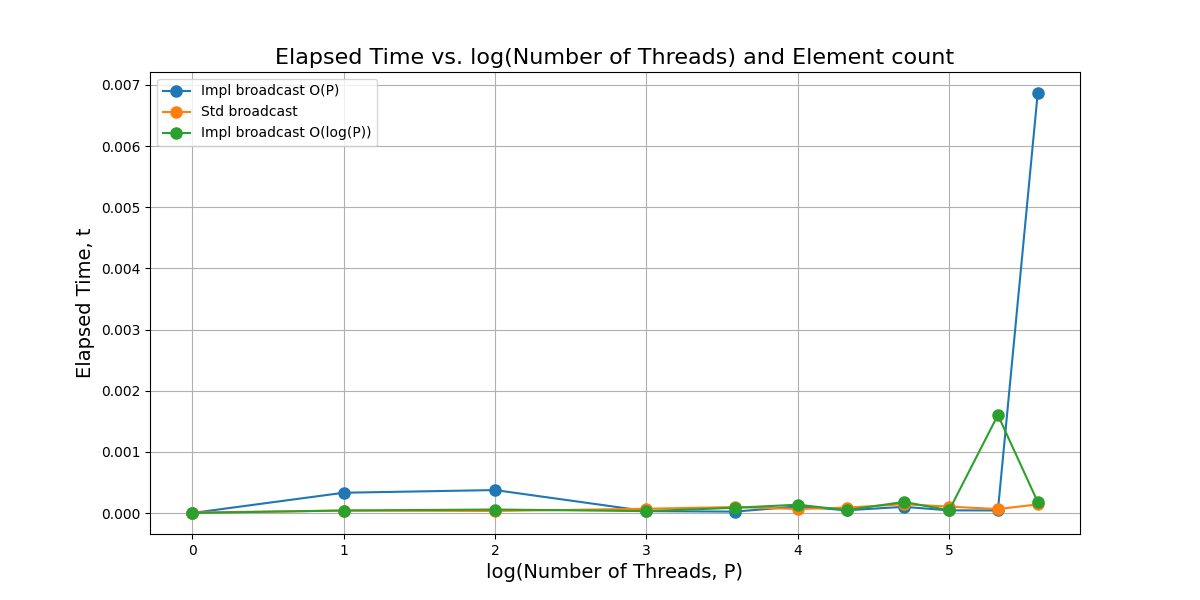 Elapsed Time vs. log(Number of Threads) and Element count
Impl broadcast O(P)
Std broadcast
Impl broadcast O(log(P))
Elapsed Time, t
0.007
0.006
0.005
0.004
0.003
0.002
0.001
0.000
0 1 2 3 4 5
log(Number of Threads, P)